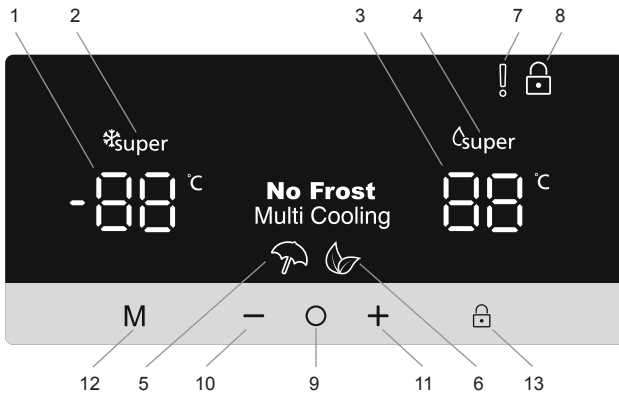 1 2 3 4 7 8
super super
-88 °C 88 °C
No Frost
Multi Cooling
M − O +
12 5 10 9 11 6 13